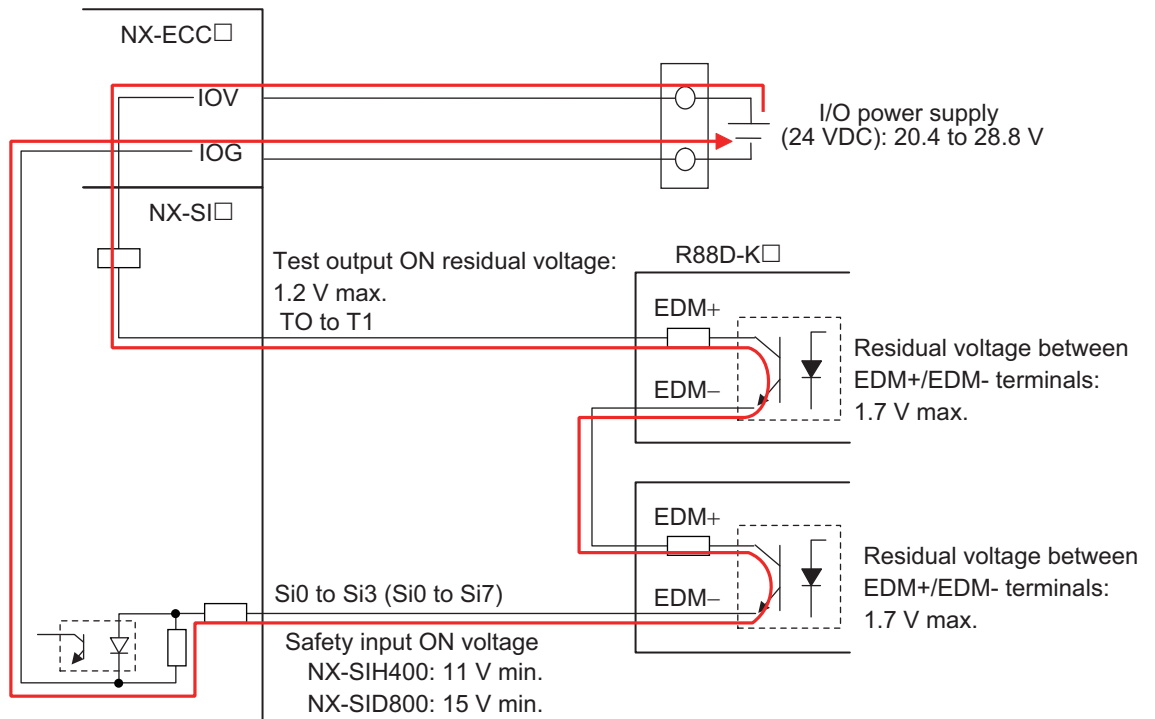 NX-ECC□
IOV
IOG
I/O power supply
(24 VDC): 20.4 to 28.8 V
NX-SI□
Test output ON residual voltage:
1.2 V max.
TO to T1
R88D-K□
EDM+
EDM−
Residual voltage between
EDM+/EDM- terminals:
1.7 V max.
EDM+
EDM−
Residual voltage between
EDM+/EDM- terminals:
1.7 V max.
Si0 to Si3 (Si0 to Si7)
Safety input ON voltage
NX-SIH400: 11 V min.
NX-SID800: 15 V min.